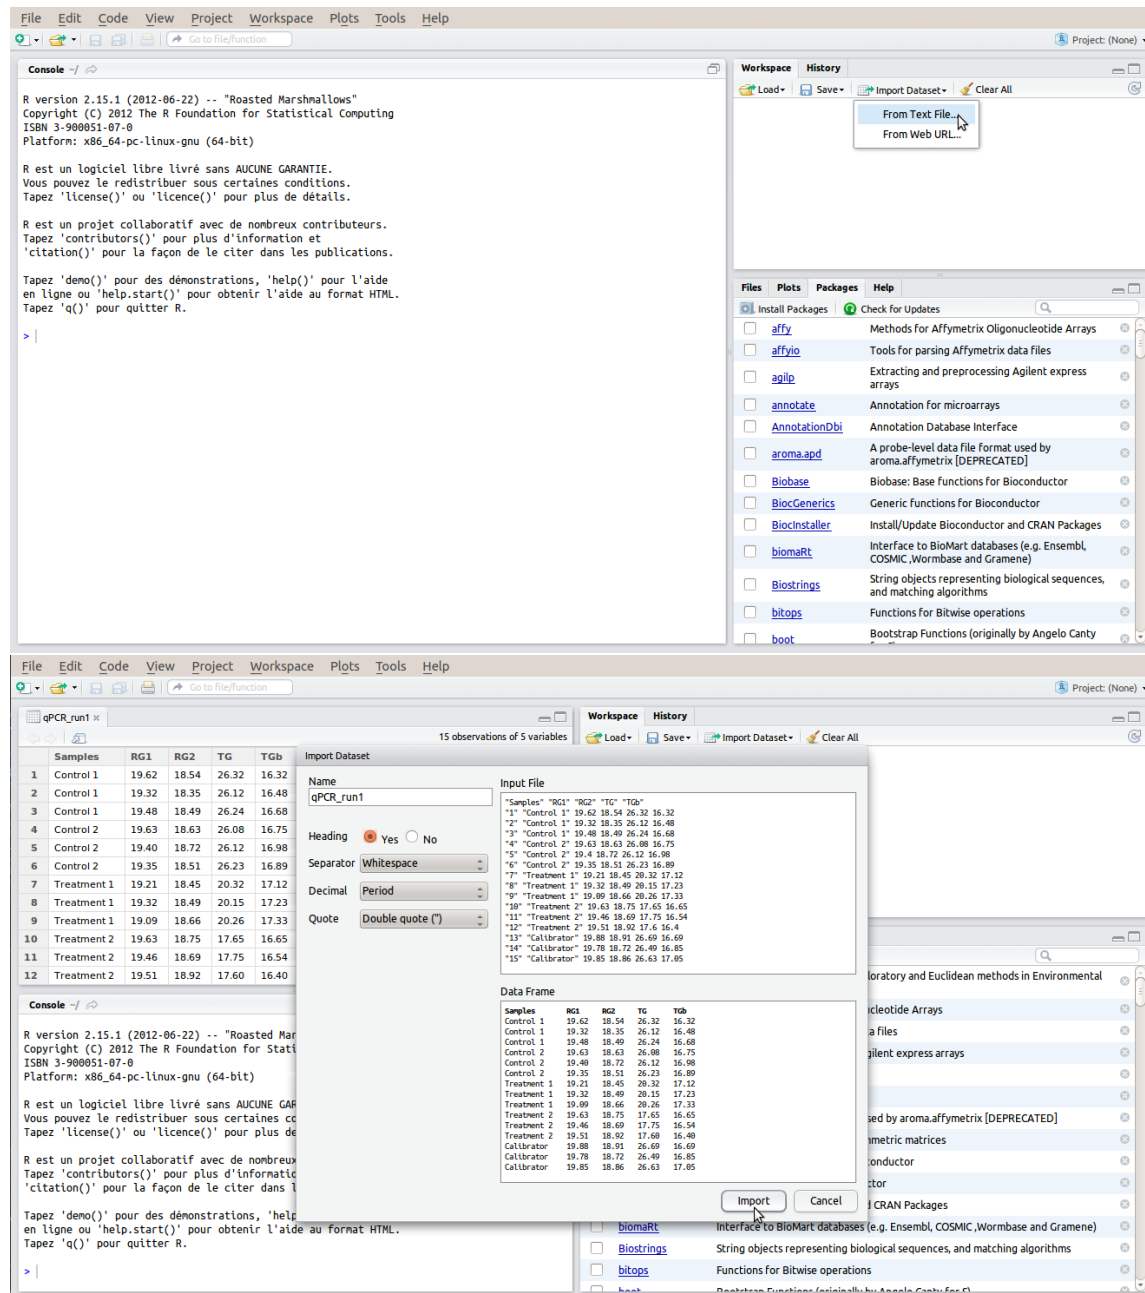 File Edit Code View Project Workspace Plots Tools Help
Go to file/function
Project: (None)
Console ~/
R version 2.15.1 (2012-06-22) -- "Roasted Marshmallows"
Copyright (C) 2012 The R Foundation for Statistical Computing
ISBN 3-900051-07-0
Platform: x86_64-pc-linux-gnu (64-bit)
R est un logiciel libre livré sans AUCUNE GARANTIE.
Vous pouvez le redistribuer sous certaines conditions.
Tapez 'license()' ou 'licence()' pour plus de détails.
R est un projet collaboratif avec de nombreux contributeurs.
Tapez 'contributors()' pour plus d'information et
'citation()' pour la façon de le citer dans les publications.
Tapez 'demo()' pour des démonstrations, 'help()' pour l'aide
en ligne ou 'help.start()' pour obtenir l'aide au format HTML.
Tapez 'q()' pour quitter R.
>
Workspace History
Load Save Import Dataset Clear All
From Text File...
From Web URL...
Files Plots Packages Help
Install Packages Check for Updates
affy Methods for Affymetrix Oligonucleotide Arrays
affyio Tools for parsing Affymetrix data files
agilp Extracting and preprocessing Agilent express
arrays
annotate Annotation for microarrays
AnnotationDbi Annotation Database Interface
aroma.apd A probe-level data file format used by
aroma.affymetrix [DEPRECATED]
Biobase Biobase: Base functions for Bioconductor
BiocGenerics Generic functions for Bioconductor
BiocInstaller Install/Update Bioconductor and CRAN Packages
biomaRt Interface to BioMart databases (e.g. Ensembl,
COSMIC ,Wormbase and Gramene)
Biostrings String objects representing biological sequences,
and matching algorithms
bitops Functions for Bitwise operations
boot Bootstrap Functions (originally by Angelo Canty
File Edit Code View Project Workspace Plots Tools Help
Go to file/function
Project: (None)
qPCR_run1
15 observations of 5 variables
Samples RG1 RG2 TG TGb
1 Control 1 19.62 18.54 26.32 16.32
2 Control 1 19.32 18.35 26.12 16.48
3 Control 1 19.48 18.49 26.24 16.68
4 Control 2 19.63 18.63 26.08 16.75
5 Control 2 19.40 18.72 26.12 16.98
6 Control 2 19.35 18.51 26.23 16.89
7 Treatment 1 19.21 18.45 20.32 17.12
8 Treatment 1 19.32 18.49 20.15 17.23
9 Treatment 1 19.09 18.66 20.26 17.33
10 Treatment 2 19.63 18.75 17.65 16.65
11 Treatment 2 19.46 18.69 17.75 16.54
12 Treatment 2 19.51 18.92 17.60 16.40
Console ~/
R version 2.15.1 (2012-06-22) -- "Roasted Mar
Copyright (C) 2012 The R Foundation for Stati
ISBN 3-900051-07-0
Platform: x86_64-pc-linux-gnu (64-bit)
R est un logiciel libre livré sans AUCUNE GAR
Vous pouvez le redistribuer sous certaines co
Tapez 'license()' ou 'licence()' pour plus de
R est un projet collaboratif avec de nombreux
Tapez 'contributors()' pour plus d'informatio
'citation()' pour la façon de le citer dans l
Tapez 'demo()' pour des démonstrations, 'help
en ligne ou 'help.start()' pour obtenir l'aide au format HTML.
Tapez 'q()' pour quitter R.
>
Import Dataset
Name
qPCR_run1
Heading Yes No
Separator Whitespace
Decimal Period
Quote Double quote (")
Input File
"Samples" "RG1" "RG2" "TG" "TGb"
"1" "Control 1" 19.62 18.54 26.32 16.32
"2" "Control 1" 19.32 18.35 26.12 16.48
"3" "Control 1" 19.48 18.49 26.24 16.68
"4" "Control 2" 19.63 18.63 26.08 16.75
"5" "Control 2" 19.4 18.72 26.12 16.98
"6" "Control 2" 19.35 18.51 26.23 16.89
"7" "Treatment 1" 19.21 18.45 20.32 17.12
"8" "Treatment 1" 19.32 18.49 20.15 17.23
"9" "Treatment 1" 19.09 18.66 20.26 17.33
"10" "Treatment 2" 19.63 18.75 17.65 16.65
"11" "Treatment 2" 19.46 18.69 17.75 16.54
"12" "Treatment 2" 19.51 18.92 17.6 16.4
"13" "Calibrator" 19.88 18.91 26.69 16.69
"14" "Calibrator" 19.78 18.72 26.49 16.85
"15" "Calibrator" 19.85 18.86 26.63 17.05
Data Frame
Samples RG1 RG2 TG TGb
Control 1 19.62 18.54 26.32 16.32
Control 1 19.32 18.35 26.12 16.48
Control 1 19.48 18.49 26.24 16.68
Control 2 19.63 18.63 26.08 16.75
Control 2 19.40 18.72 26.12 16.98
Control 2 19.35 18.51 26.23 16.89
Treatment 1 19.21 18.45 20.32 17.12
Treatment 1 19.32 18.49 20.15 17.23
Treatment 1 19.09 18.66 20.26 17.33
Treatment 2 19.63 18.75 17.65 16.65
Treatment 2 19.46 18.69 17.75 16.54
Treatment 2 19.51 18.92 17.60 16.40
Calibrator 19.88 18.91 26.69 16.69
Calibrator 19.78 18.72 26.49 16.85
Calibrator 19.85 18.86 26.63 17.05
Import Cancel
Workspace History
Load Save Import Dataset Clear All
loratory and Euclidean methods in Environmental
cleotide Arrays
a files
gilent express arrays
sed by aroma.affymetrix [DEPRECATED]
mmetric matrices
conductor
ctor
d CRAN Packages
biomaRt Interface to BioMart databases (e.g. Ensembl, COSMIC ,Wormbase and Gramene)
Biostrings String objects representing biological sequences, and matching algorithms
bitops Functions for Bitwise operations
boot Bootstrap Functions (originally by Angelo Canty for S)